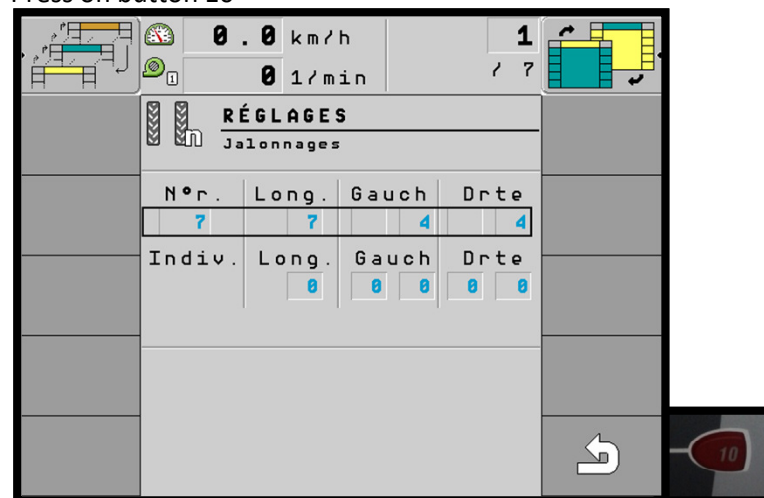 Press on button 10
0.0 km/h 1
1 0 1/min / 7
n RÉGLAGES
Jalonnages
N°r. Long. Gauch Drte
7 7 4 4
Indiv. Long. Gauch Drte
0 0 0 0 0
10